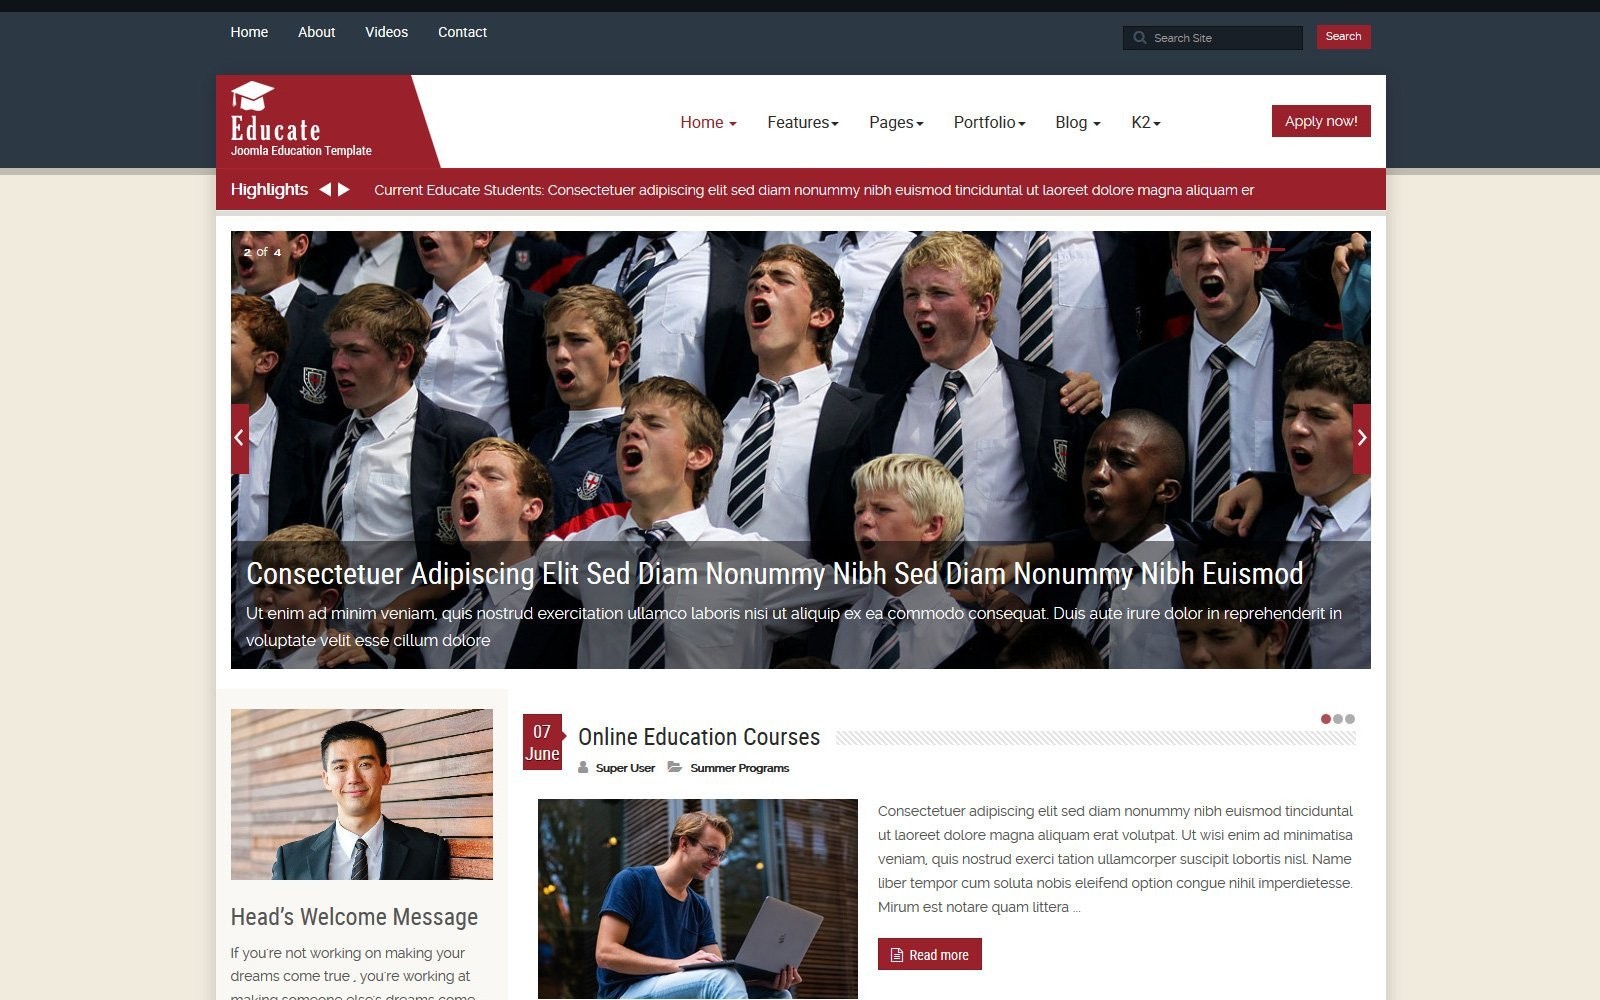 Home About Videos Contact
Search Site
Search
Educate
Joomla Education Template
Home Features Pages Portfolio Blog K2
Apply now!
Highlights
Current Educate Students: Consectetuer adipiscing elit sed diam nonummy nibh euismod tinciduntal ut laoreet dolore magna aliquam er
2 of 4
Consectetuer Adipiscing Elit Sed Diam Nonummy Nibh Sed Diam Nonummy Nibh Euismod
Ut enim ad minim veniam, quis nostrud exercitation ullamco laboris nisi ut aliquip ex ea commodo consequat. Duis aute irure dolor in reprehenderit in
voluptate velit esse cillum dolore
Head's Welcome Message
If you're not working on making your
dreams come true , you're working at
making someone else's dreams come
07
June
Online Education Courses
Super User Summer Programs
Consectetuer adipiscing elit sed diam nonummy nibh euismod tinciduntal
ut laoreet dolore magna aliquam erat volutpat. Ut wisi enim ad minimatisa
veniam, quis nostrud exerci tation ullamcorper suscipit lobortis nisl. Name
liber tempor cum soluta nobis eleifend option congue nihil imperdietesse.
Mirum est notare quam littera ...
Read more